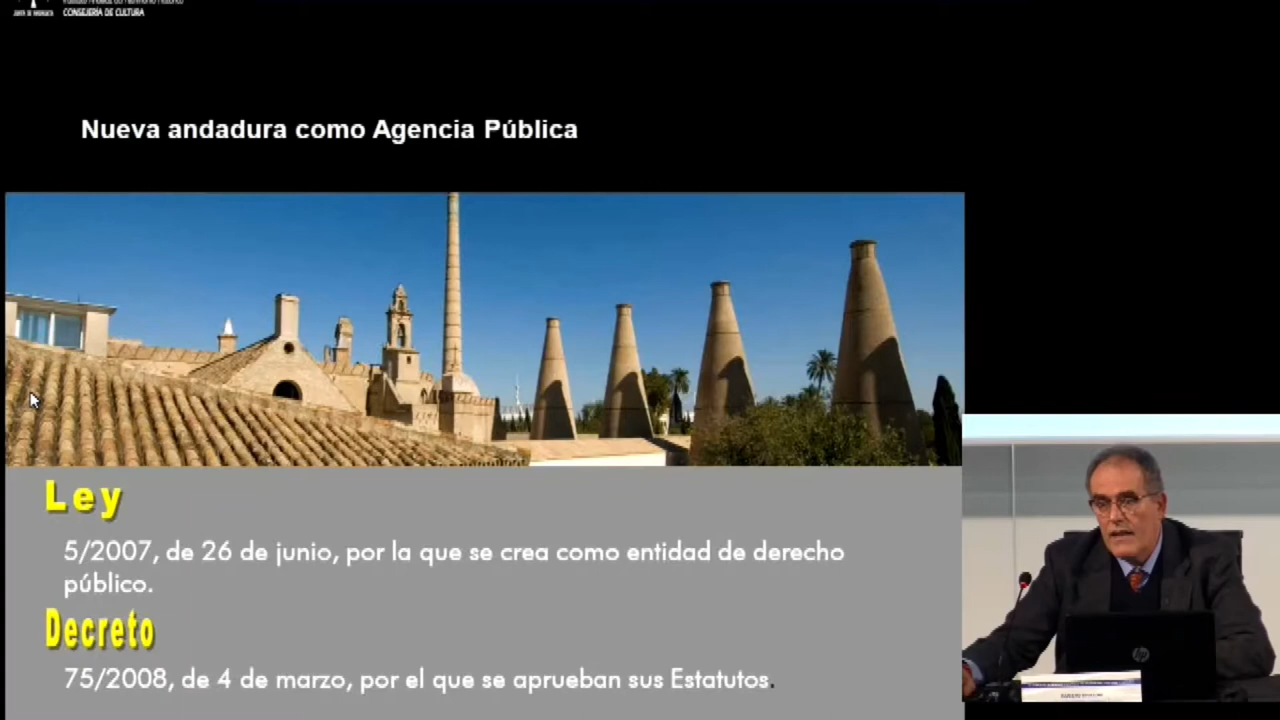 CONSEJERÍA DE CULTURA
Nueva andadura como Agencia Pública
Ley
5/2007, de 26 de junio, por la que se crea como entidad de derecho
público.
Decreto
75/2008, de 4 de marzo, por el que se aprueban sus Estatutos.
hp